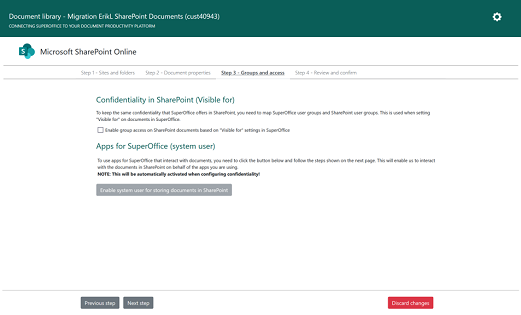 Document library - Migration ErikL SharePoint Documents (cust40943)
CONNECTING SUPEROFFICE TO YOUR DOCUMENT PRODUCTIVITY PLATFORM
Microsoft SharePoint Online
Step 1 - Sites and folders Step 2 - Document properties Step 3 - Groups and access Step 4 - Review and confirm
Confidentiality in SharePoint (Visible for)
To keep the same confidentiality that SuperOffice offers in SharePoint, you need to map SuperOffice user groups and SharePoint user groups. This is used when setting
"Visible for" on documents in SuperOffice.
Enable group access on SharePoint documents based on "Visible for" settings in SuperOffice
Apps for SuperOffice (system user)
To use apps for SuperOffice that interact with documents, you need to click the button below and follow the steps shown on the next page. This will enable us to interact
with the documents in SharePoint on behalf of the apps you are using.
NOTE: This will be automatically activated when configuring confidentiality!
Enable system user for storing documents in SharePoint
Previous step Next step Discard changes